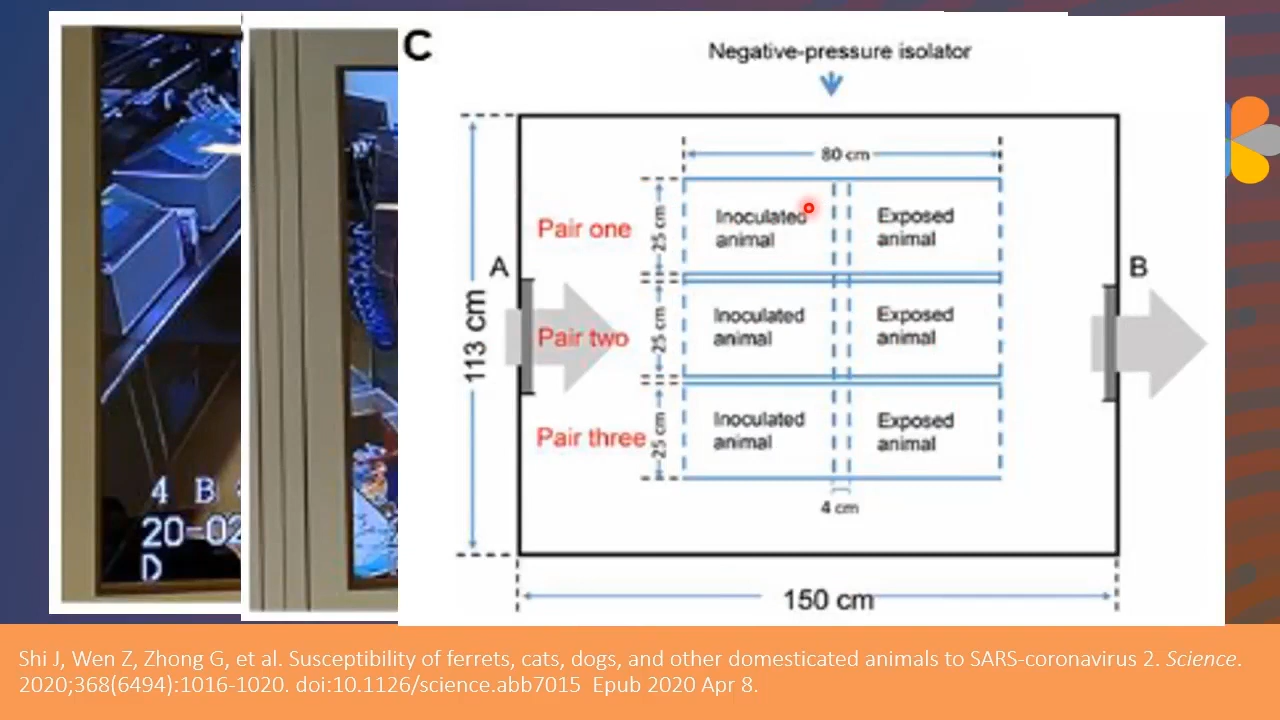 C
Negative-pressure isolator
80 cm
Pair one
25 cm
Inoculated
animal
Exposed
animal
A
B
113 cm
Pair two
25 cm
Inoculated
animal
Exposed
animal
Pair three
25 cm
Inoculated
animal
Exposed
animal
4 cm
150 cm
4 B
20-02
D
Shi J, Wen Z, Zhong G, et al. Susceptibility of ferrets, cats, dogs, and other domesticated animals to SARS-coronavirus 2. Science.
2020;368(6494):1016-1020. doi:10.1126/science.abb7015 Epub 2020 Apr 8.